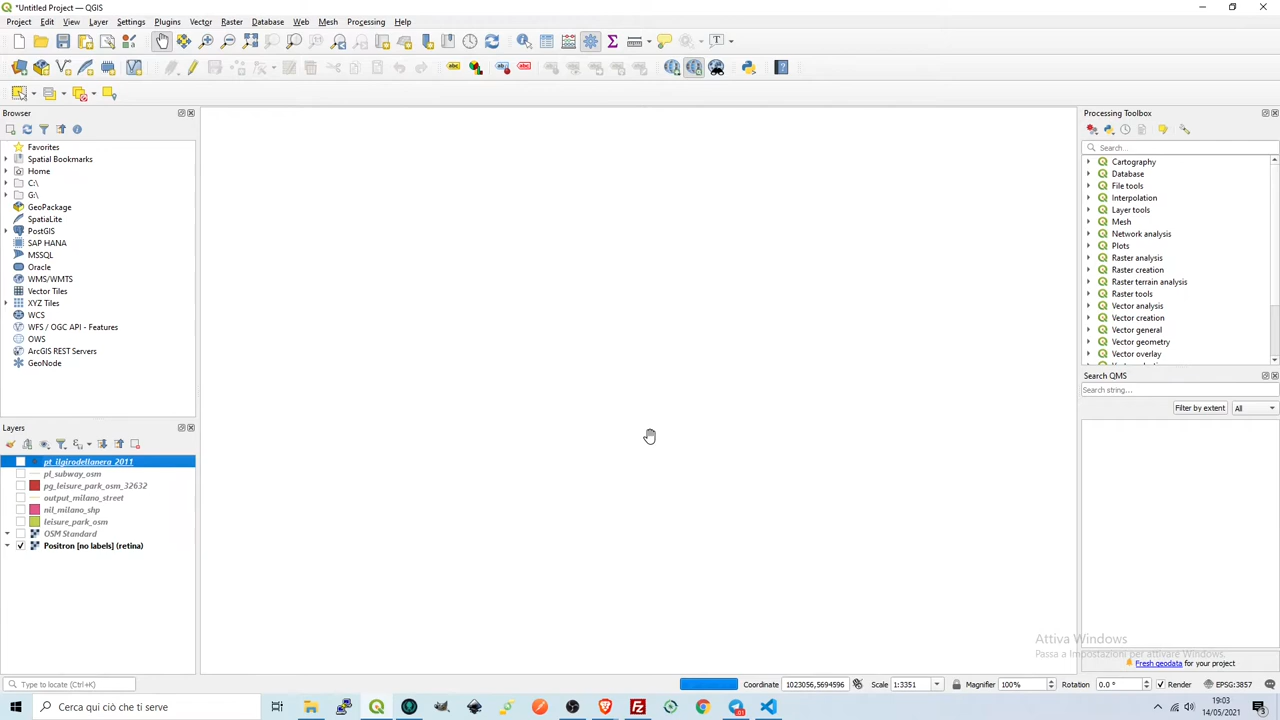 *Untitled Project — QGIS
Project Edit View Layer Settings Plugins Vector Raster Database Web Mesh Processing Help
Browser
Favorites
Spatial Bookmarks
Home
C:\
G:\
GeoPackage
SpatiaLite
PostGIS
SAP HANA
MSSQL
Oracle
WMS/WMTS
Vector Tiles
XYZ Tiles
WCS
WFS / OGC API - Features
OWS
ArcGIS REST Servers
GeoNode
Layers
pt_ilgirodellanera_2011
pl_subway_osm
pg_leisure_park_osm_32632
output_milano_street
nil_milano_shp
leisure_park_osm
OSM Standard
Positron [no labels] (retina)
Processing Toolbox
Search...
Cartography
Database
File tools
Interpolation
Layer tools
Mesh
Network analysis
Plots
Raster analysis
Raster creation
Raster terrain analysis
Raster tools
Vector analysis
Vector creation
Vector general
Vector geometry
Vector overlay
Search QMS
Search string...
Filter by extent All
Attiva Windows
Passa a Impostazioni per attivare Windows.
Fresh geodata for your project
Type to locate (Ctrl+K) Coordinate 1023056,5694596 Scale 1:3351 Magnifier 100% Rotation 0.0 ° Render EPSG:3857
Cerca qui ciò che ti serve
19:03
14/05/2021